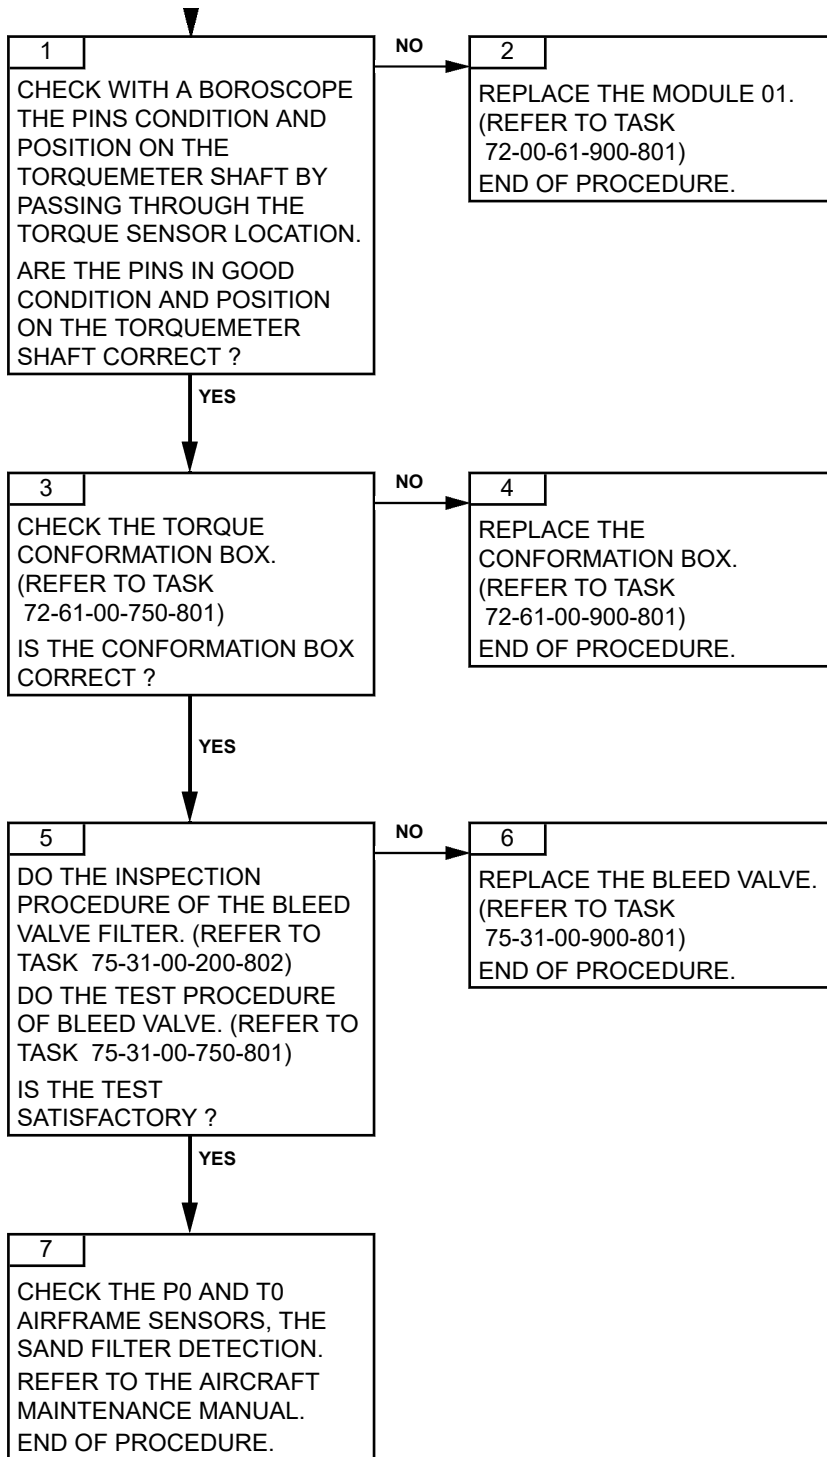 1
CHECK WITH A BOROSCOPE
THE PINS CONDITION AND
POSITION ON THE
TORQUEMETER SHAFT BY
PASSING THROUGH THE
TORQUE SENSOR LOCATION.
ARE THE PINS IN GOOD
CONDITION AND POSITION
ON THE TORQUEMETER
SHAFT CORRECT ?
NO
2
REPLACE THE MODULE 01.
(REFER TO TASK
72-00-61-900-801)
END OF PROCEDURE.
YES
3
CHECK THE TORQUE
CONFORMATION BOX.
(REFER TO TASK
72-61-00-750-801)
IS THE CONFORMATION BOX
CORRECT ?
NO
4
REPLACE THE
CONFORMATION BOX.
(REFER TO TASK
72-61-00-900-801)
END OF PROCEDURE.
YES
5
DO THE INSPECTION
PROCEDURE OF THE BLEED
VALVE FILTER. (REFER TO
TASK 75-31-00-200-802)
DO THE TEST PROCEDURE
OF BLEED VALVE. (REFER TO
TASK 75-31-00-750-801)
IS THE TEST
SATISFACTORY ?
NO
6
REPLACE THE BLEED VALVE.
(REFER TO TASK
75-31-00-900-801)
END OF PROCEDURE.
YES
7
CHECK THE P0 AND T0
AIRFRAME SENSORS, THE
SAND FILTER DETECTION.
REFER TO THE AIRCRAFT
MAINTENANCE MANUAL.
END OF PROCEDURE.